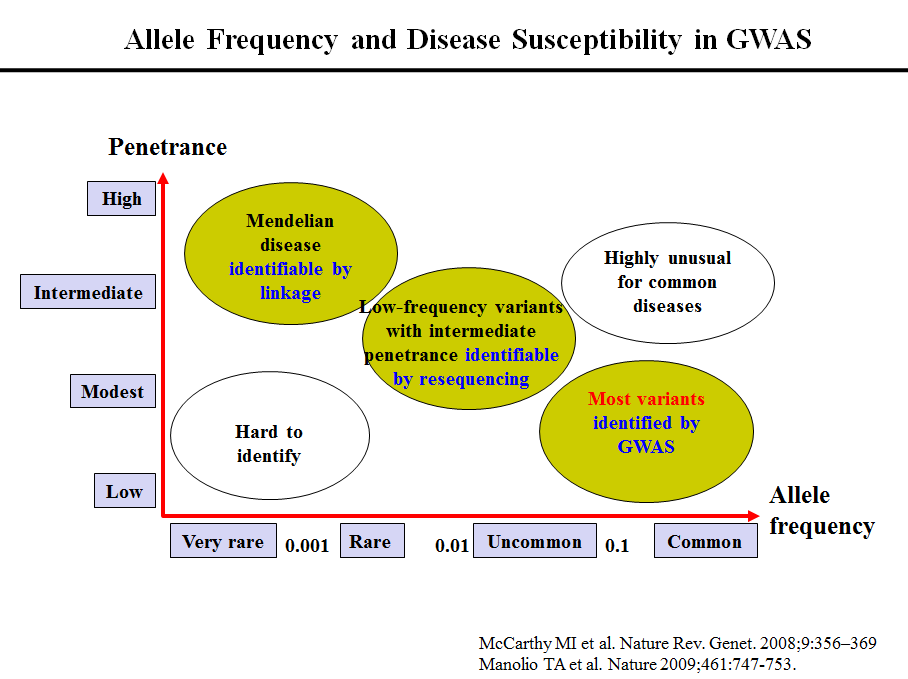 Allele Frequency and Disease Susceptibility in GWAS
Penetrance
High
Intermediate
Modest
Low
Mendelian
disease
identifiable by
linkage
Low-frequency variants
with intermediate
penetrance identifiable
by resequencing
Highly unusual
for common
diseases
Hard to
identify
Most variants
identified by
GWAS
Allele
frequency
Very rare
0.001
Rare
0.01
Uncommon
0.1
Common
McCarthy MI et al. Nature Rev. Genet. 2008;9:356–369
Manolio TA et al. Nature 2009;461:747-753.